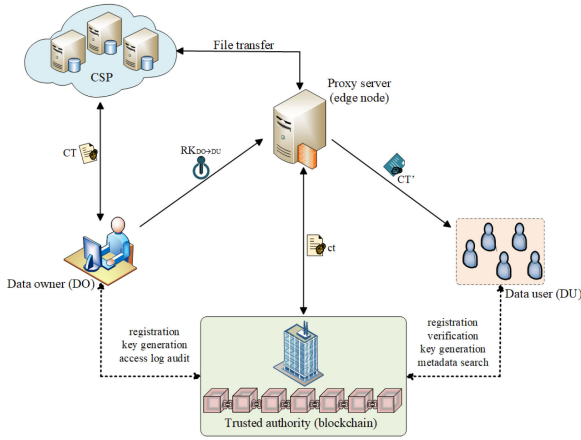 File transfer
CSP
Proxy server
(edge node)
CT
RKDO→DU
CT'
ct
Data owner (DO)
Data user (DU)
registration
key generation
access log audit
registration
verification
key generation
metadata search
Trusted authority (blockchain)